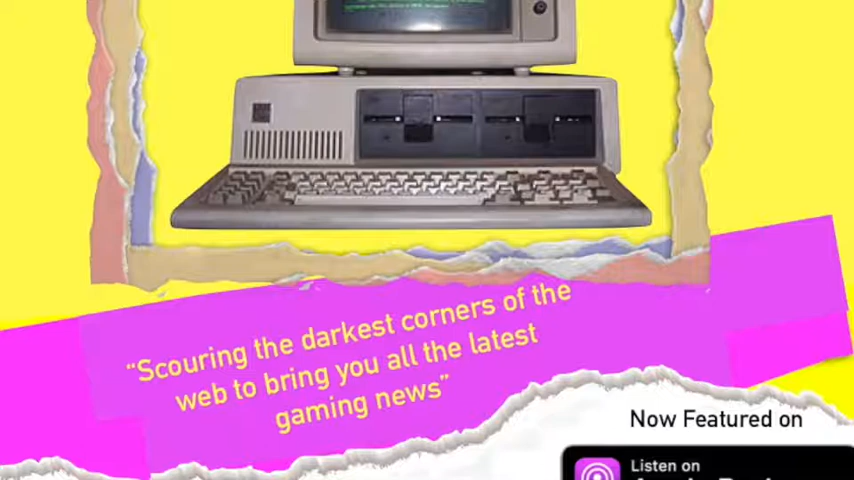 “Scouring the darkest corners of the
web to bring you all the latest
gaming news”
Now Featured on
Listen on